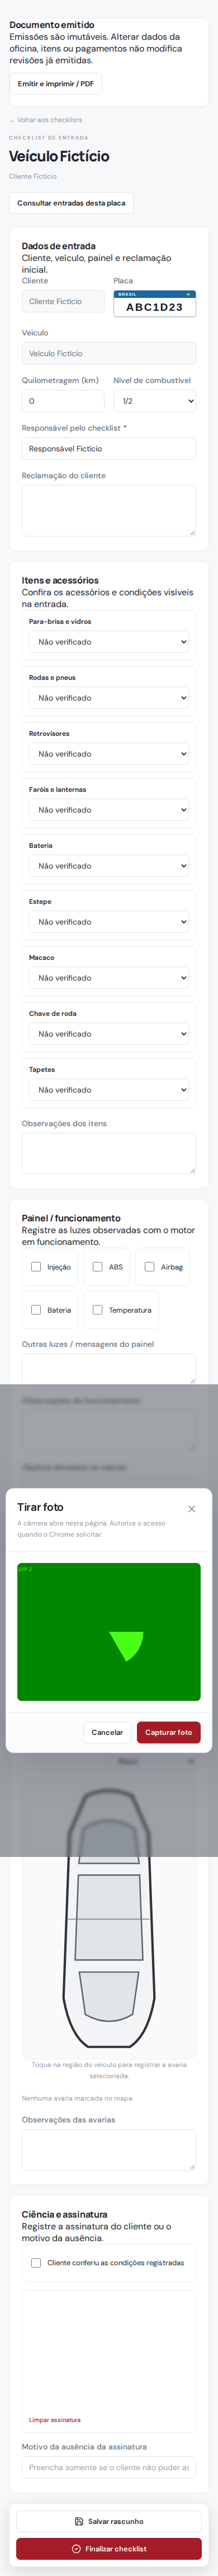 Documento emitido
Emissões são imutáveis. Alterar dados da
oficina, itens ou pagamentos não modifica
revisões já emitidas.
Emitir e imprimir / PDF
← Voltar aos checklists
CHECKLIST DE ENTRADA
Veículo Fictício
Cliente Fictício
Consultar entradas desta placa
Dados de entrada
Cliente, veículo, painel e reclamação
inicial.
Cliente
Placa
Cliente Fictício
BRASIL
ABC1D23
Veículo
Veículo Fictício
Quilometragem (km)
Nível de combustível
0
1/2
Responsável pelo checklist *
Responsável Fictício
Reclamação do cliente
Itens e acessórios
Confira os acessórios e condições visíveis
na entrada.
Para-brisa e vidros
Não verificado
Rodas e pneus
Não verificado
Retrovisores
Não verificado
Faróis e lanternas
Não verificado
Bateria
Não verificado
Estepe
Não verificado
Macaco
Não verificado
Chave de roda
Não verificado
Tapetes
Não verificado
Observações dos itens
Painel / funcionamento
Registre as luzes observadas com o motor
em funcionamento.
Injeção
ABS
Airbag
Bateria
Temperatura
Outras luzes / mensagens do painel
Observações de funcionamento
Objetos deixados no veículo
Tirar foto
A câmera abre nesta página. Autorize o acesso
quando o Chrome solicitar.
Cancelar
Capturar foto
Toque na região do veículo para registrar a avaria
selecionada.
Nenhuma avaria marcada no mapa.
Observações das avarias
Ciência e assinatura
Registre a assinatura do cliente ou o
motivo da ausência.
Cliente conferiu as condições registradas
Limpar assinatura
Motivo da ausência da assinatura
Preencha somente se o cliente não puder as
Salvar rascunho
Finalizar checklist